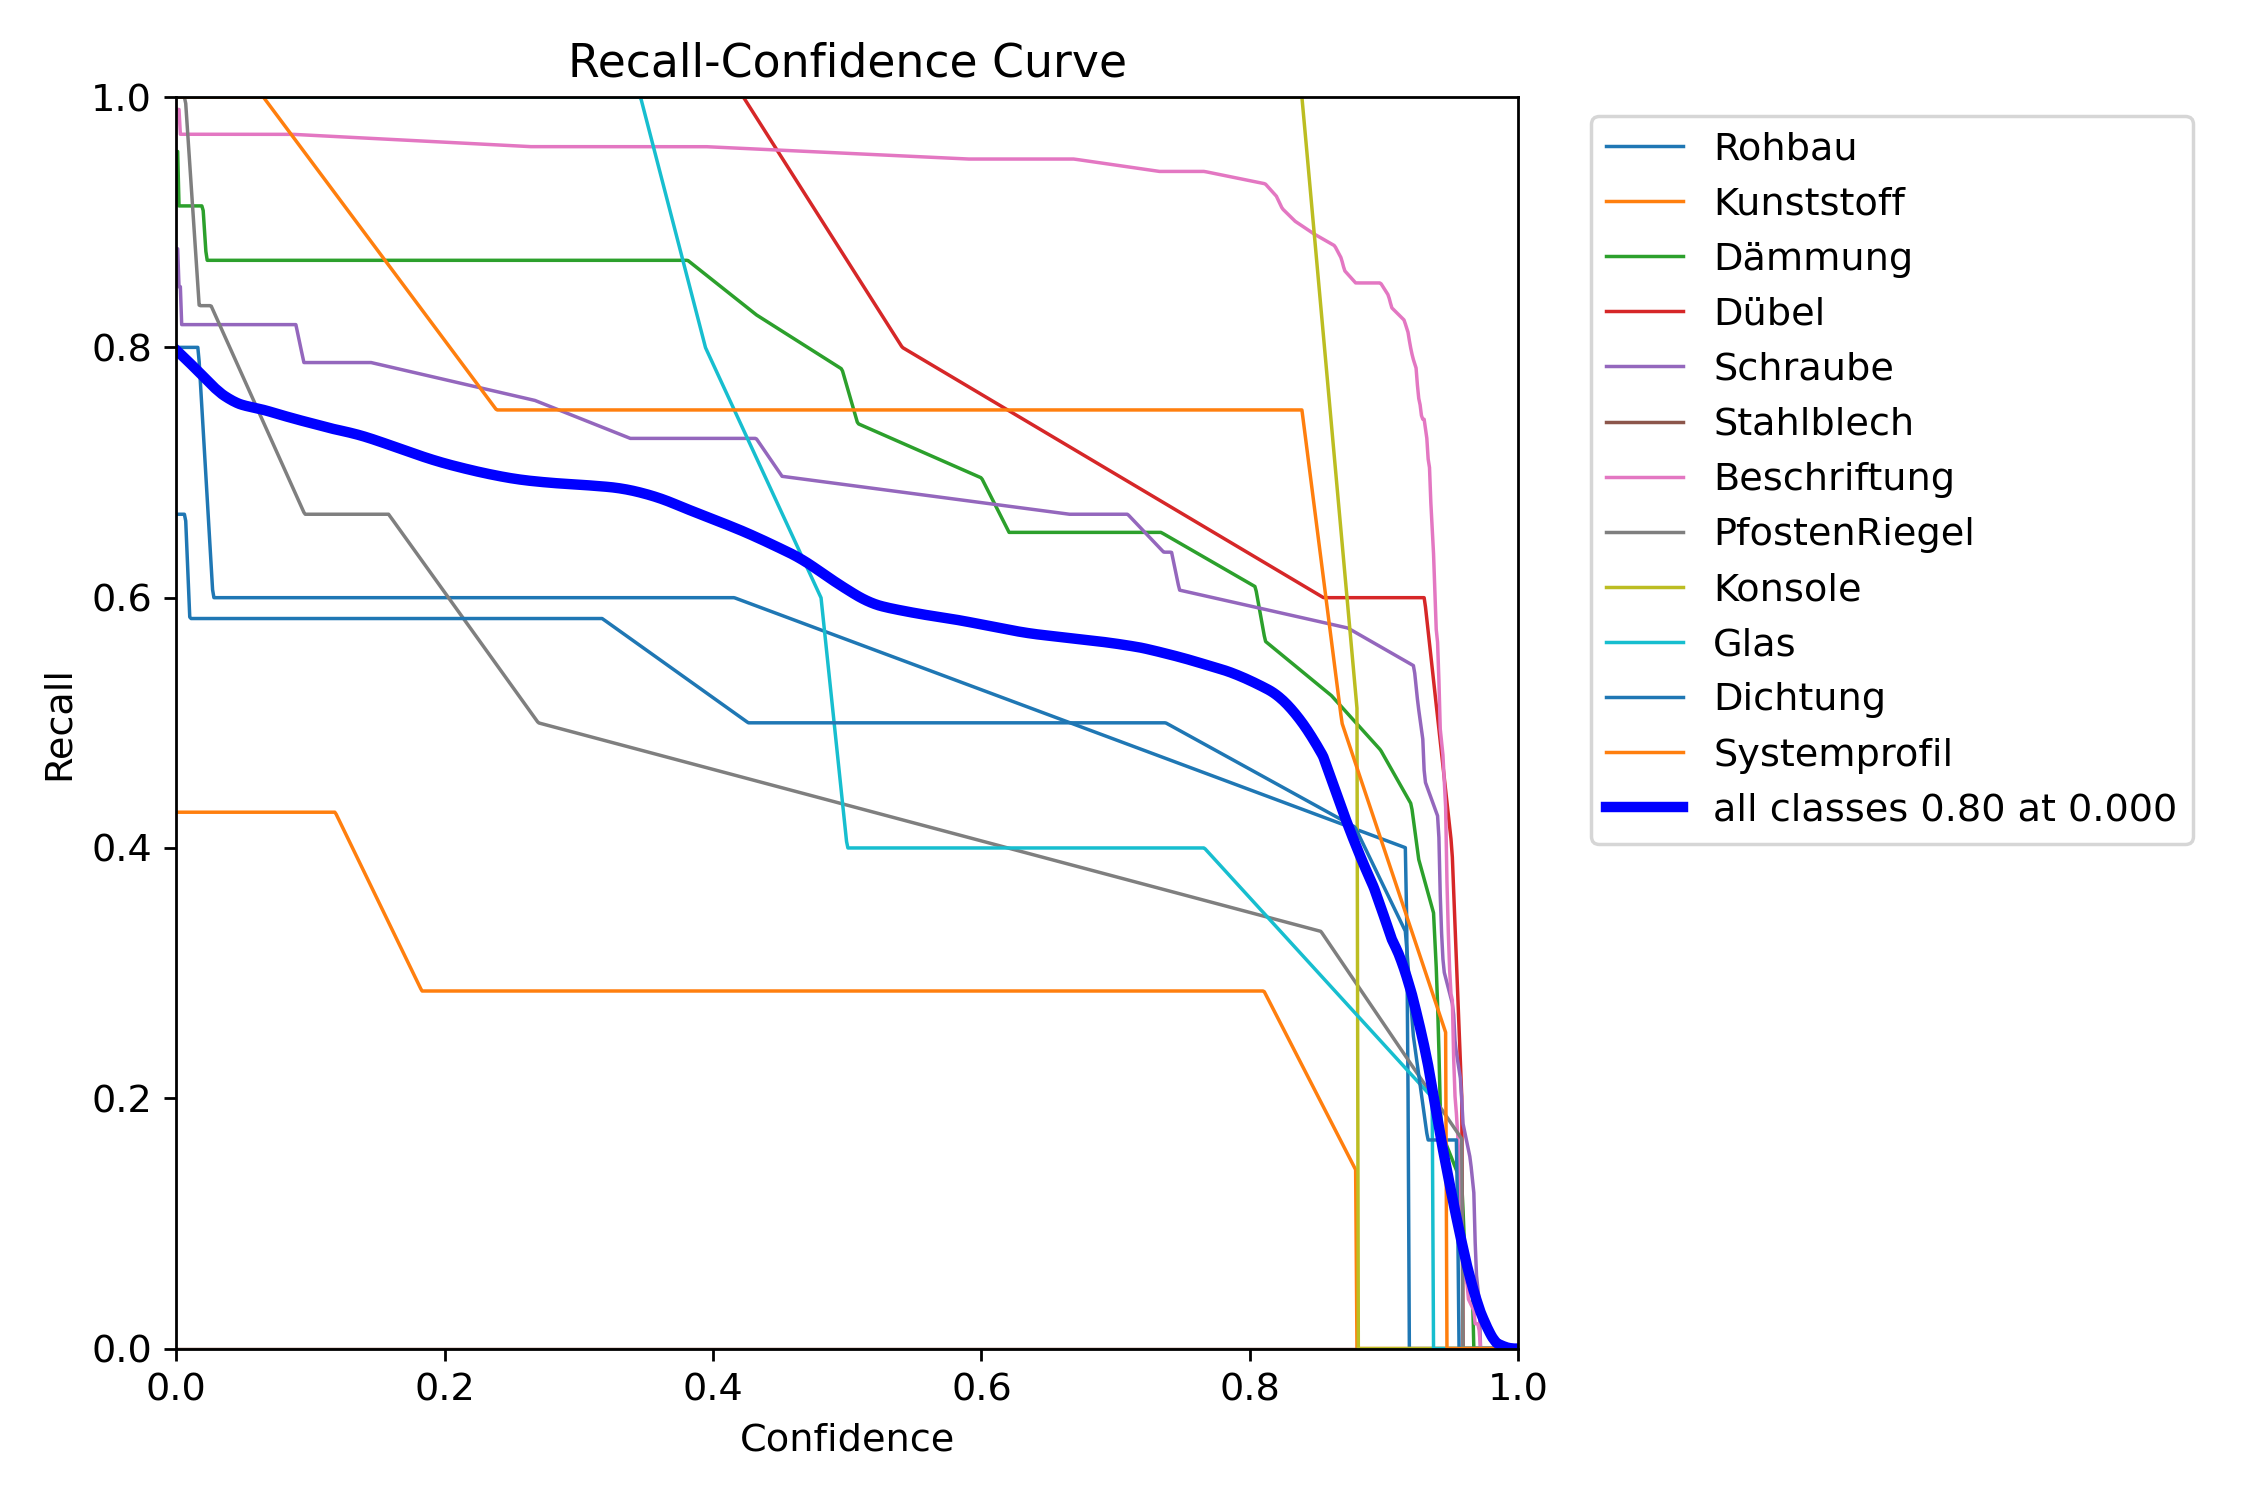 Recall-Confidence Curve
1.0
0.8
0.6
0.4
0.2
0.0
Recall
0.0 0.2 0.4 0.6 0.8 1.0
Confidence
Rohbau
Kunststoff
Dämmung
Dübel
Schraube
Stahlblech
Beschriftung
PfostenRiegel
Konsole
Glas
Dichtung
Systemprofil
all classes 0.80 at 0.000